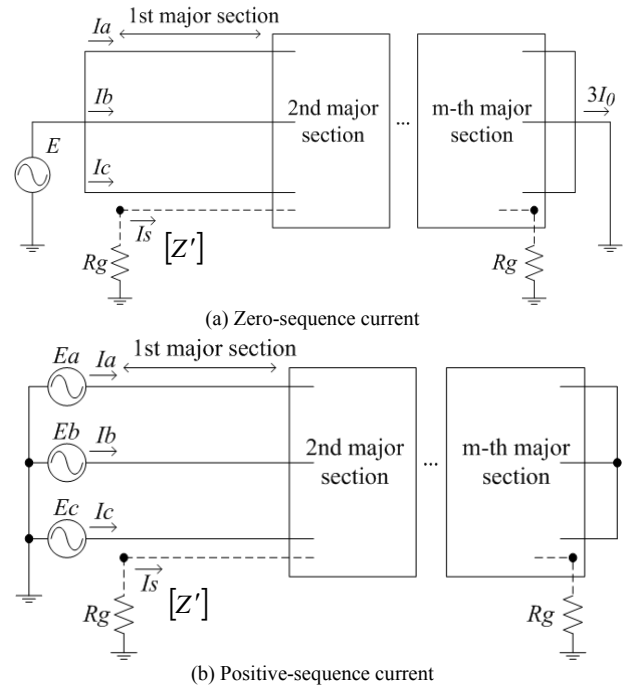 Ia 1st major section
Ib
2nd major section
...
m-th major section
3I0
E
Ic
Is
[Z']
Rg
Rg
(a) Zero-sequence current
Ea Ia 1st major section
Eb Ib
2nd major section
...
m-th major section
Ec Ic
Is
[Z']
Rg
Rg
(b) Positive-sequence current